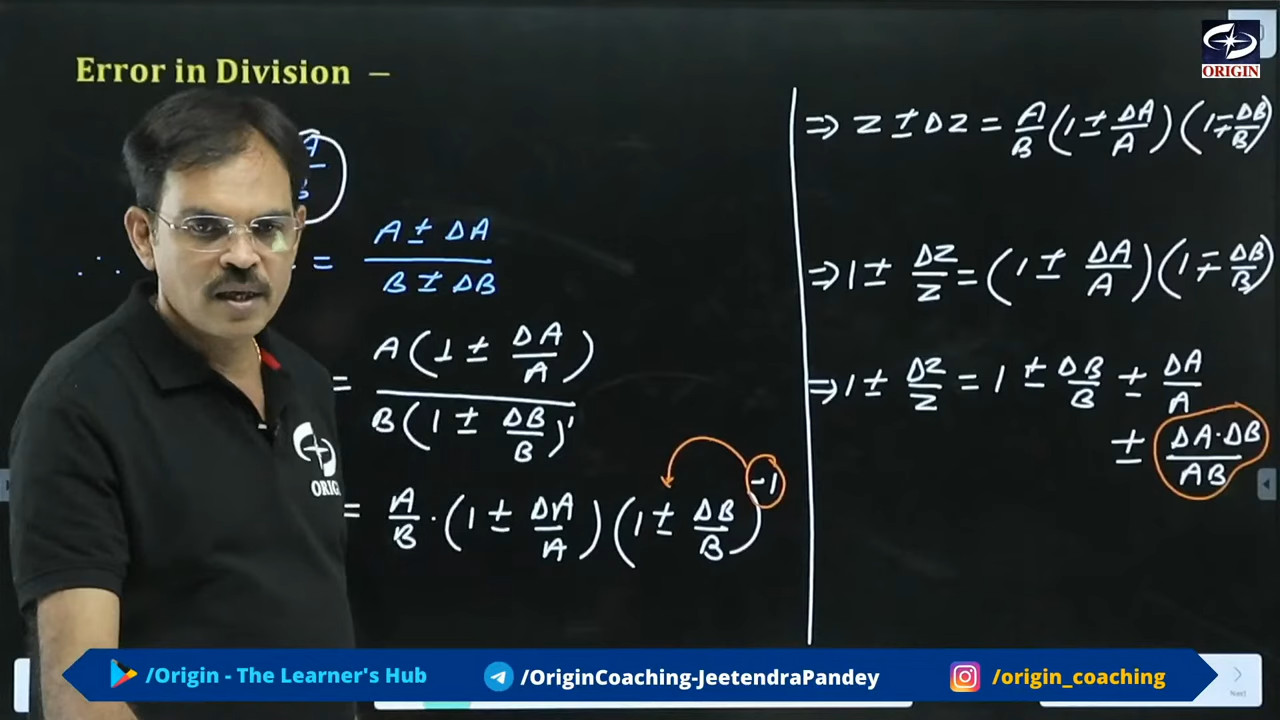 Error in Division —
A/B
∴ = (A ± ΔA)/(B ± ΔB)
= A(1 ± ΔA/A)/B(1 ± ΔB/B)
= A/B · (1 ± ΔA/A)(1 ± ΔB/B)^-1
⇒ Z ± ΔZ = A/B (1 ± ΔA/A)(1 ∓ ΔB/B)
⇒ 1 ± ΔZ/Z = (1 ± ΔA/A)(1 ∓ ΔB/B)
⇒ 1 ± ΔZ/Z = 1 ± ΔB/B ± ΔA/A
± ΔA·ΔB/AB
ORIGIN
ORIG
/Origin - The Learner's Hub
/OriginCoaching-JeetendraPandey
/origin_coaching
Next